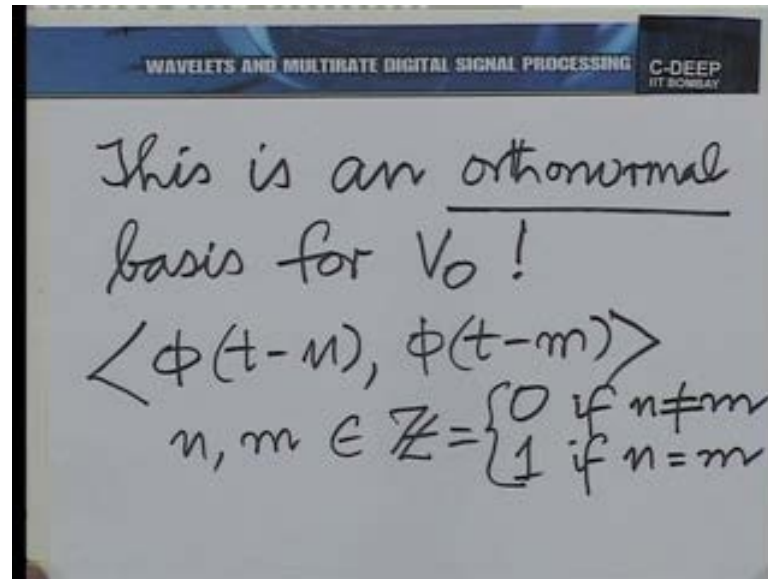 WAVELETS AND MULTIRATE DIGITAL SIGNAL PROCESSING
C-DEEP
IIT BOMBAY
This is an orthonormal
basis for V₀ !
<ϕ(t-n), ϕ(t-m)>
n, m ∈ ℤ = {0 if n≠m
1 if n=m